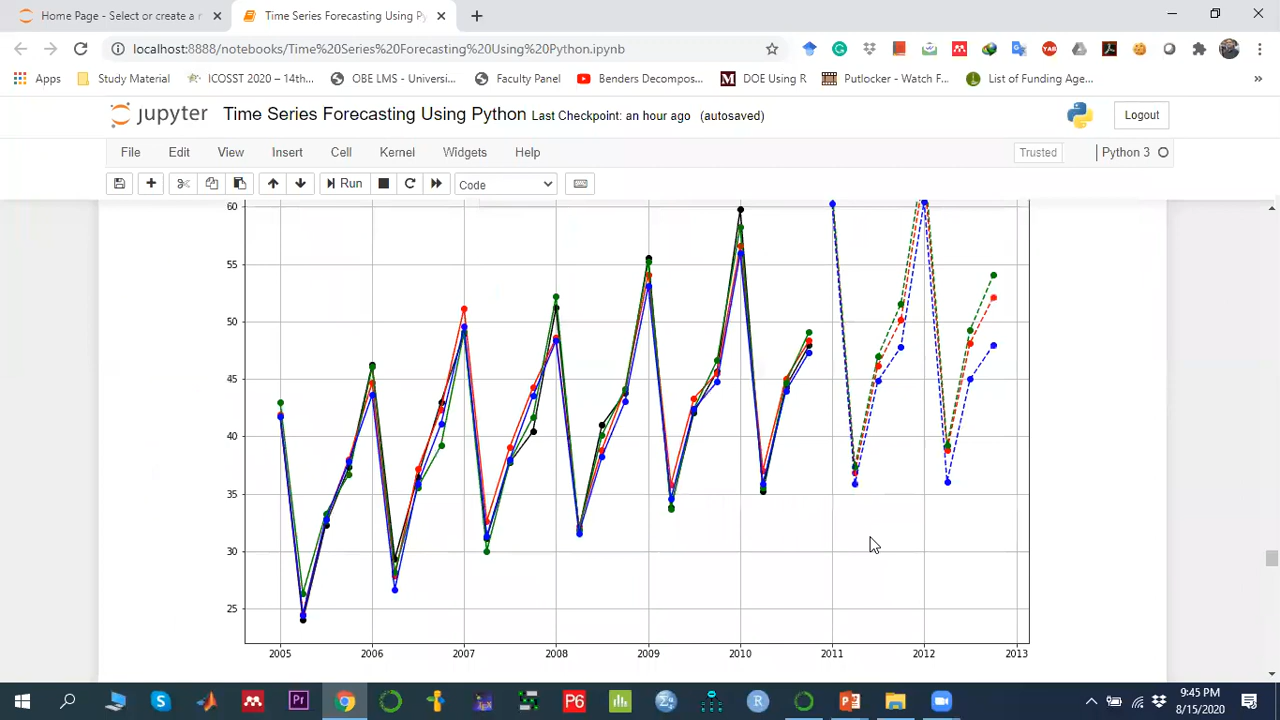 Home Page - Select or create a n
Time Series Forecasting Using Py
localhost:8888/notebooks/Time%20Series%20Forecasting%20Using%20Python.ipynb
Apps
Study Material
ICOSST 2020 – 14th...
OBE LMS - Universi...
Faculty Panel
Benders Decompos...
DOE Using R
Putlocker - Watch F...
List of Funding Age...
»
jupyter
Time Series Forecasting Using Python Last Checkpoint: an hour ago (autosaved)
Logout
File Edit View Insert Cell Kernel Widgets Help
Trusted
Python 3
Run
Code
60
55
50
45
40
35
30
25
2005 2006 2007 2008 2009 2010 2011 2012 2013
Pr
P6
R
9:45 PM
8/15/2020